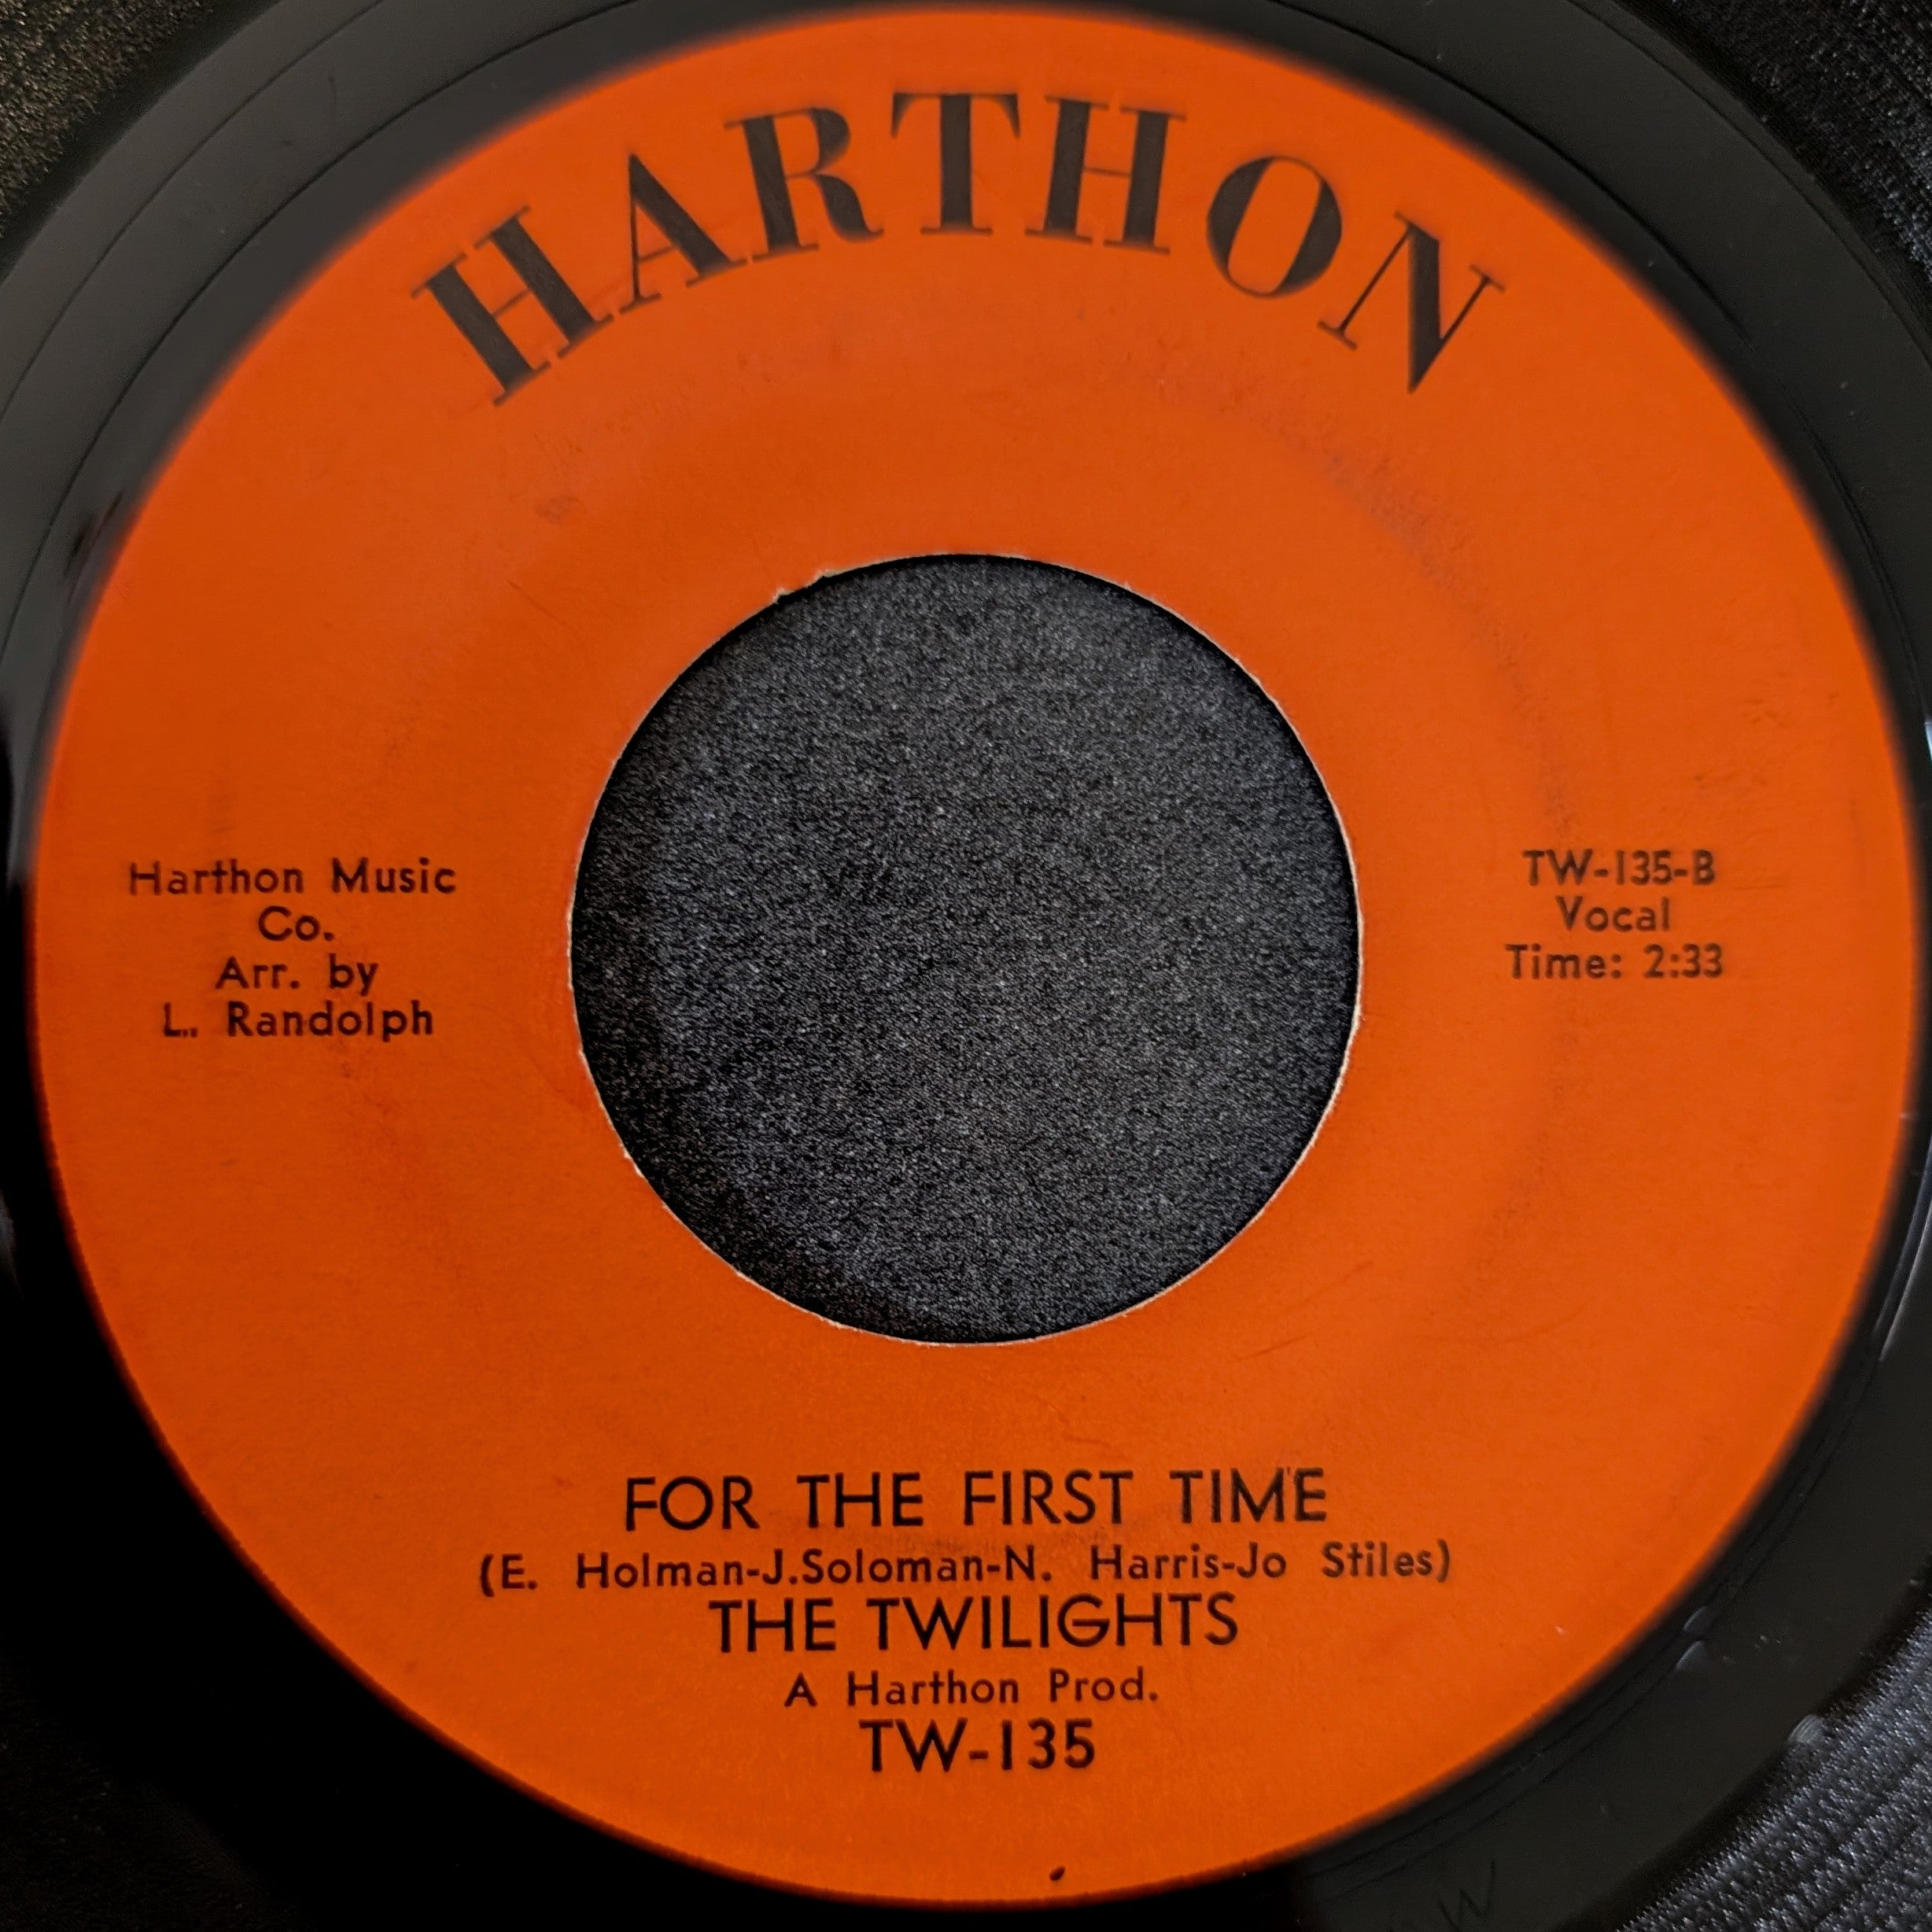 HARTHON
Harthon Music
Co.
Arr. by
L. Randolph
TW-135-B
Vocal
Time: 2:33
FOR THE FIRST TIME
(E. Holman-J.Soloman-N. Harris-Jo Stiles)
THE TWILIGHTS
A Harthon Prod.
TW-135